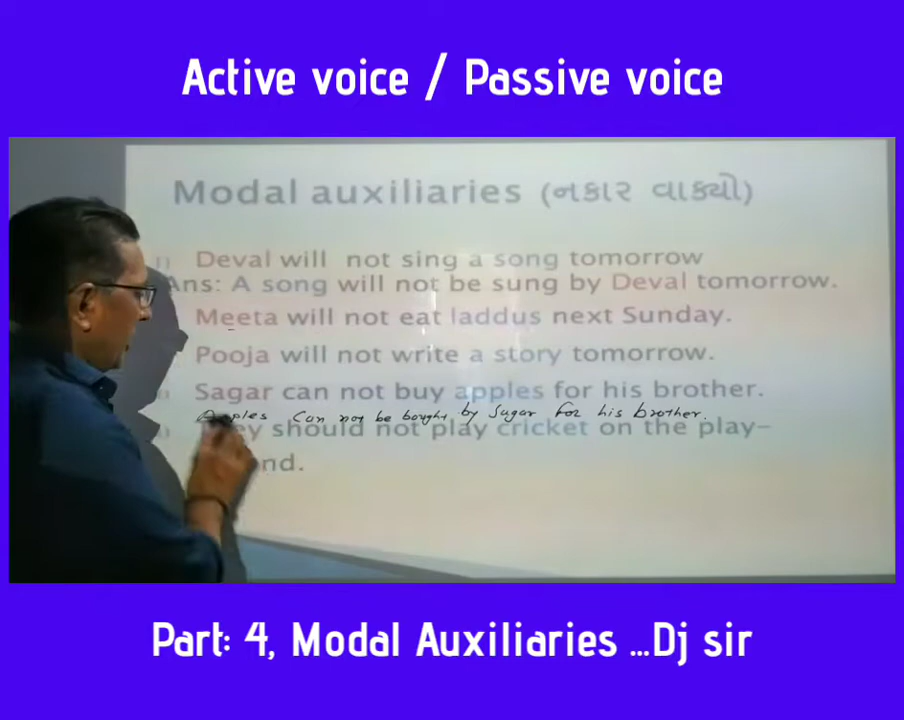 Active voice / Passive voice
Modal auxiliaries (નકાર વાક્યો)
Deval will not sing a song tomorrow
Ans: A song will not be sung by Deval tomorrow.
Meeta will not eat laddus next Sunday.
Pooja will not write a story tomorrow.
Sagar can not buy apples for his brother.
Apples Can not be bought by Sagar for his brother.
should not play cricket on the play-
nd.
Part: 4, Modal Auxiliaries ...Dj sir